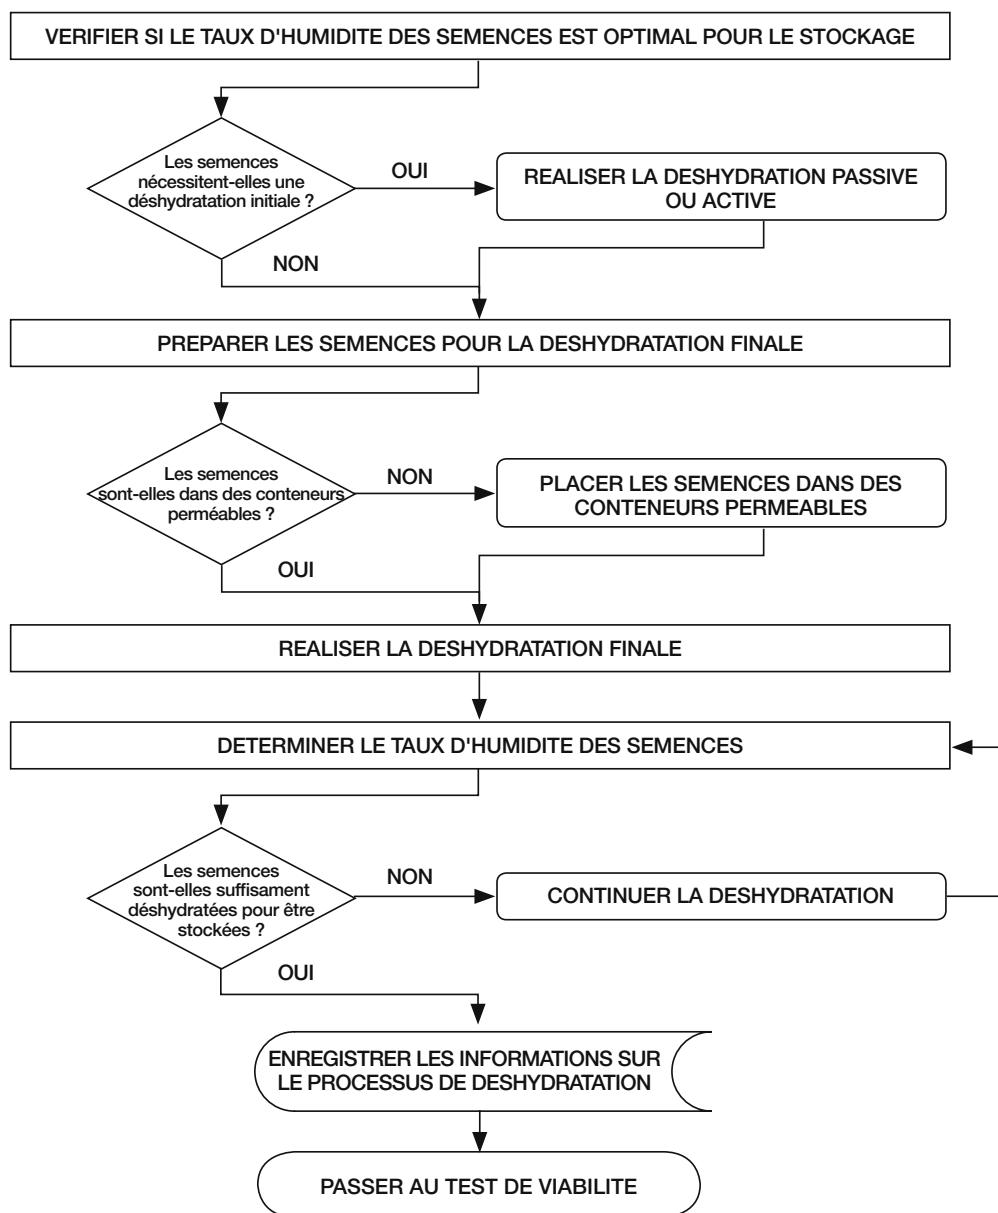 VERIFIER SI LE TAUX D'HUMIDITE DES SEMENCES EST OPTIMAL POUR LE STOCKAGE
Les semences
nécessitent-elles une
déshydratation initiale ?
OUI
REALISER LA DESHYDRATION PASSIVE
OU ACTIVE
NON
PREPARER LES SEMENCES POUR LA DESHYDRATATION FINALE
Les semences
sont-elles dans des conteneurs
perméables ?
NON
PLACER LES SEMENCES DANS DES
CONTENEURS PERMEABLES
OUI
REALISER LA DESHYDRATATION FINALE
DETERMINER LE TAUX D'HUMIDITE DES SEMENCES
Les semences
sont-elles suffisament
déshydratées pour être
stockées ?
NON
CONTINUER LA DESHYDRATATION
OUI
ENREGISTRER LES INFORMATIONS SUR
LE PROCESSUS DE DESHYDRATATION
PASSER AU TEST DE VIABILITE